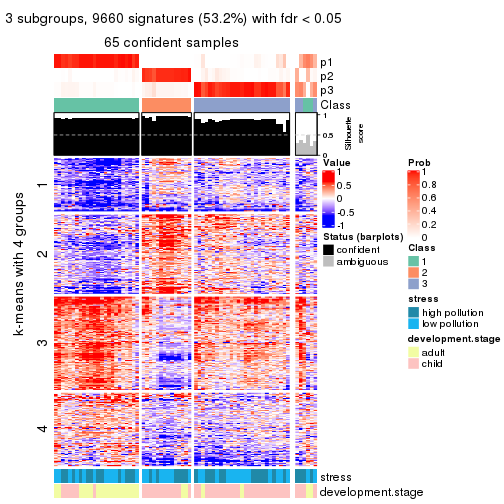 3 subgroups, 9660 signatures (53.2%) with fdr < 0.05
65 confident samples
p1
p2
p3
Class
1
0.5
0
Silhouette
score
k-means with 4 groups
1
2
3
4
stress
development.stage
Value
1
0.5
0
-0.5
-1
Status (barplots)
confident
ambiguous
Prob
1
0.8
0.6
0.4
0.2
0
Class
1
2
3
stress
high pollution
low pollution
development.stage
adult
child